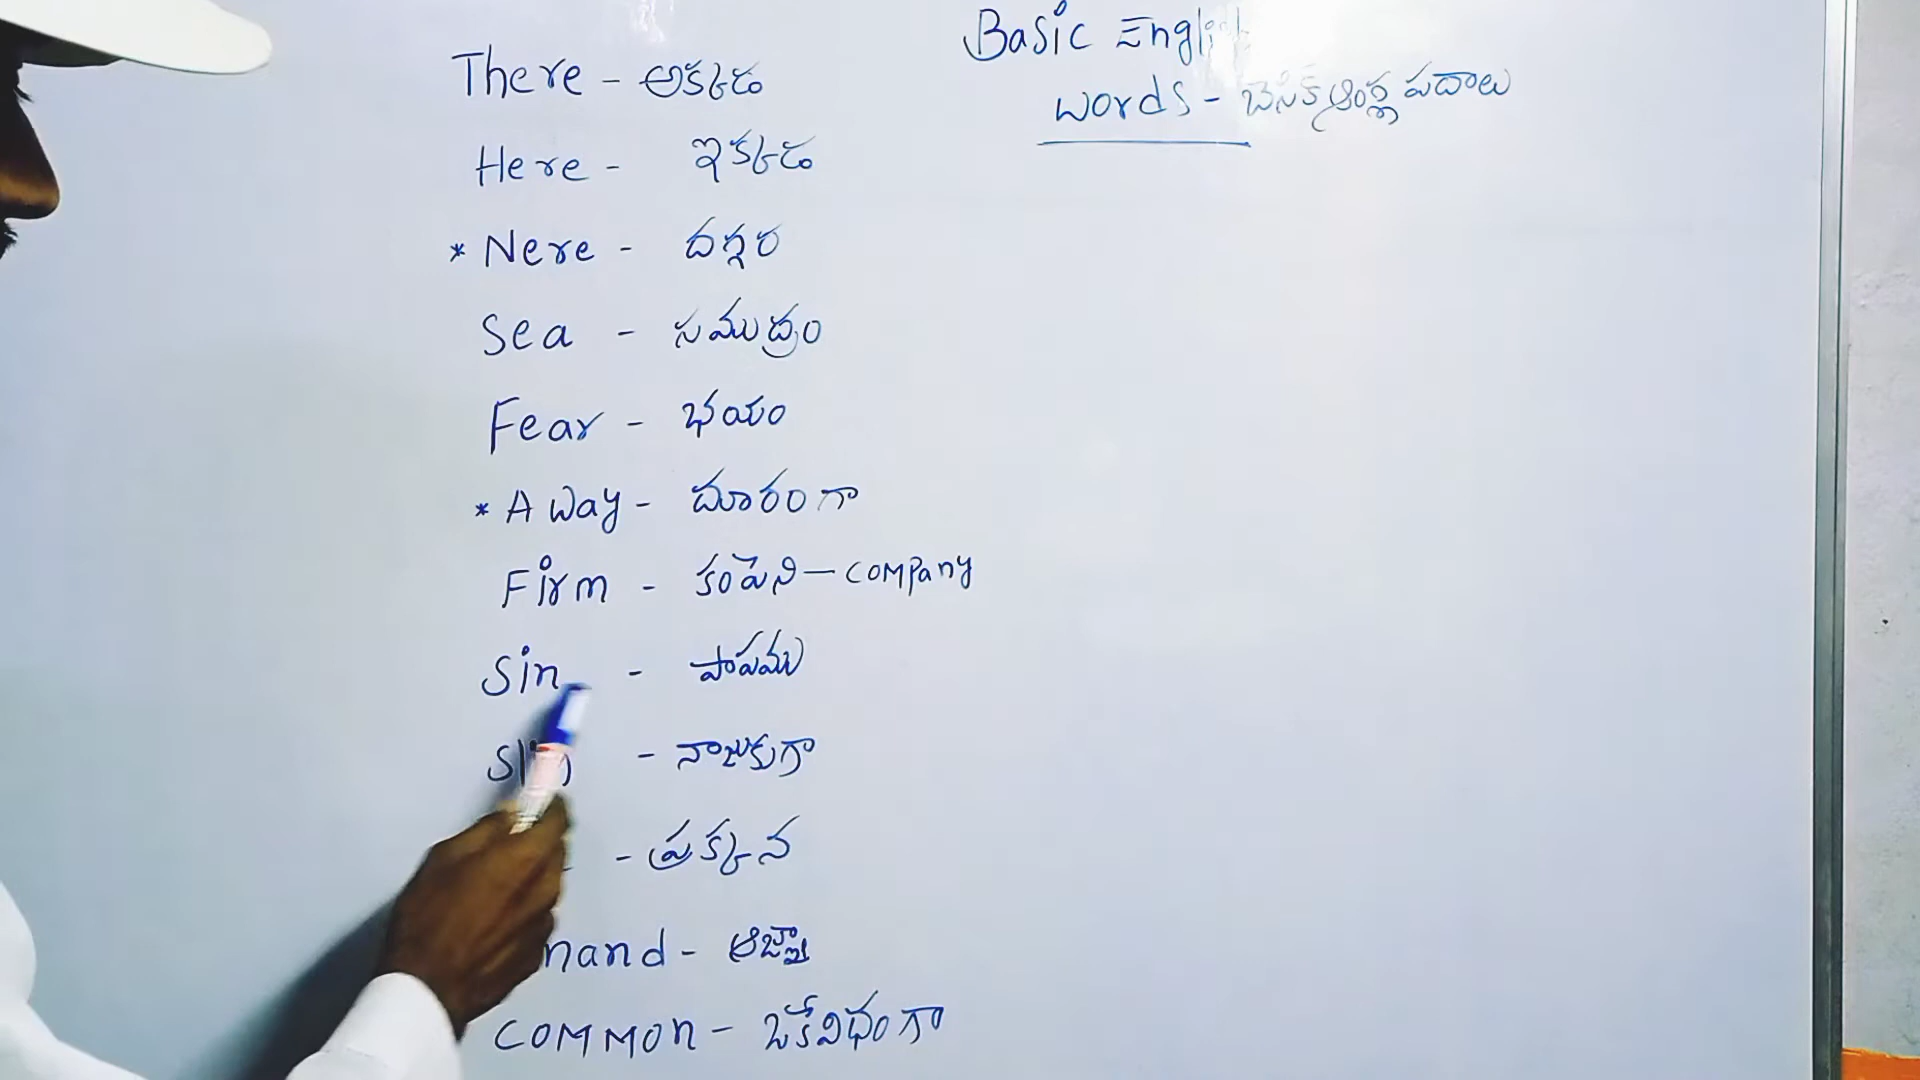 Basic English
words - బెసిక్ ఆంగ్ల పదాలు
There - అక్కడ
Here - ఇక్కడ
* Nere - దగ్గర
Sea - సముద్రం
Fear - భయం
* A way - దూరంగా
Firm - కంపెని - company
Sin - పాపము
- నాజుకుగా
- ప్రక్కన
mand - ఆజ్ఞా
common - ఒకేవిధంగా